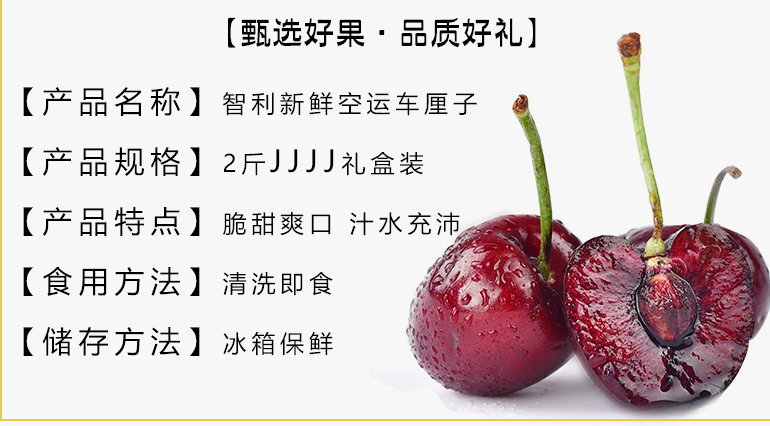 【甄选好果·品质好礼】
【产品名称】智利新鲜空运车厘子
【产品规格】2斤JJJJ礼盒装
【产品特点】脆甜爽口 汁水充沛
【食用方法】清洗即食
【储存方法】冰箱保鲜